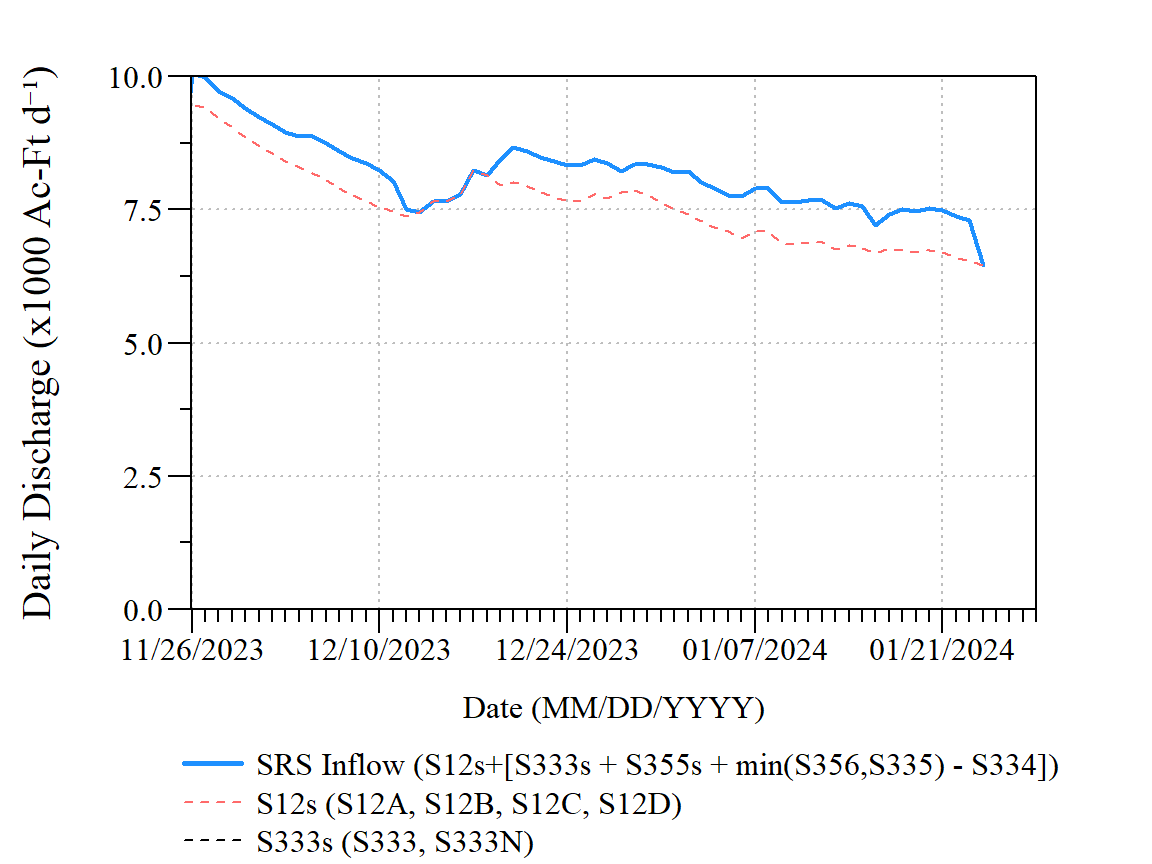 Daily Discharge (x1000 Ac-Ft d⁻¹)
10.0
7.5
5.0
2.5
0.0
11/26/2023 12/10/2023 12/24/2023 01/07/2024 01/21/2024
Date (MM/DD/YYYY)
SRS Inflow (S12s+[S333s + S355s + min(S356,S335) - S334])
S12s (S12A, S12B, S12C, S12D)
S333s (S333, S333N)